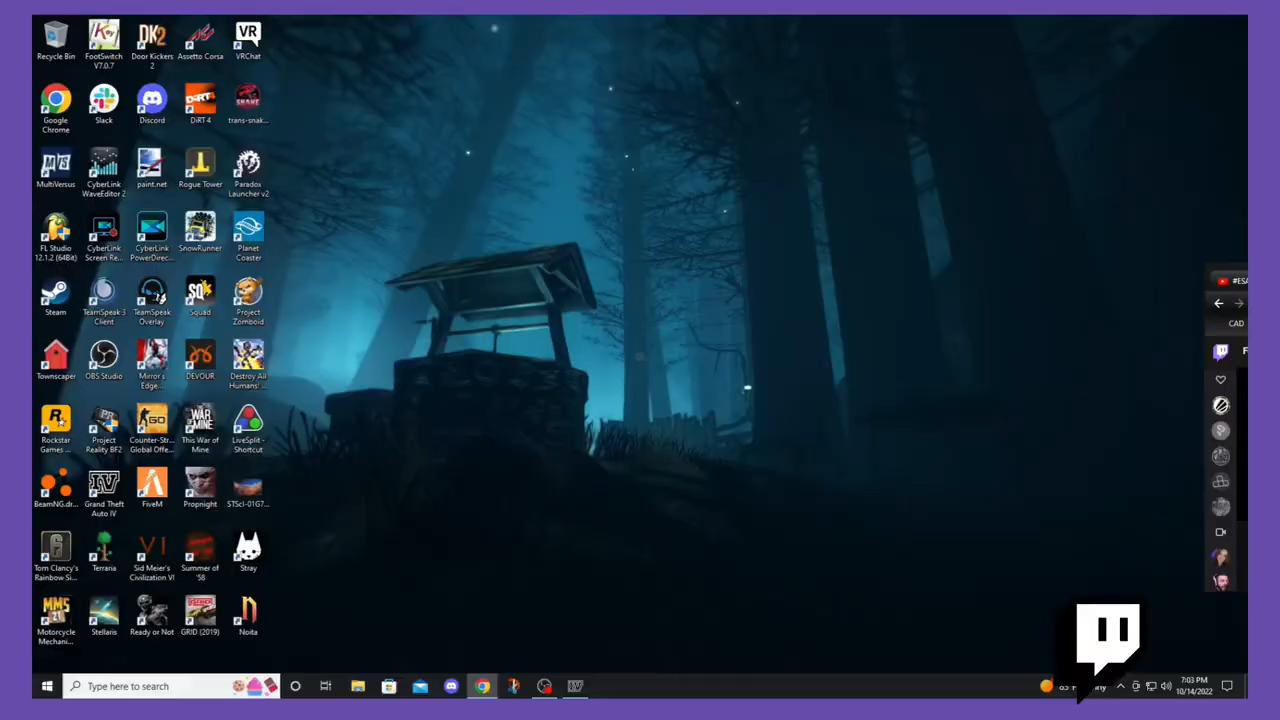 Recycle Bin
FootSwitch V7.0.7
Door Kickers 2
Assetto Corsa
VRChat
Google Chrome
Slack
Discord
DiRT 4
trans-snak...
MultiVersus
CyberLink WaveEditor 2
paint.net
Rogue Tower
Paradox Launcher v2
FL Studio 12.1.2 (64Bit)
CyberLink Screen Re...
CyberLink PowerDirec...
SnowRunner
Planet Coaster
Steam
TeamSpeak 3 Client
TeamSpeak Overlay
Squad
Project Zomboid
Townscaper
OBS Studio
Mirror's Edge...
DEVOUR
Destroy All Humans! ...
Rockstar Games ...
Project Reality BF2
Counter-Str... Global Offe...
This War of Mine
LiveSplit - Shortcut
BeamNG.dr...
Grand Theft Auto IV
FiveM
Propnight
STScI-01G7...
Tom Clancy's Rainbow Si...
Terraria
Sid Meier's Civilization VI
Summer of '58
Stray
Motorcycle Mechani...
Stellaris
Ready or Not
GRID (2019)
Noita
#ESA
CAD
F
Type here to search
7:03 PM
10/14/2022